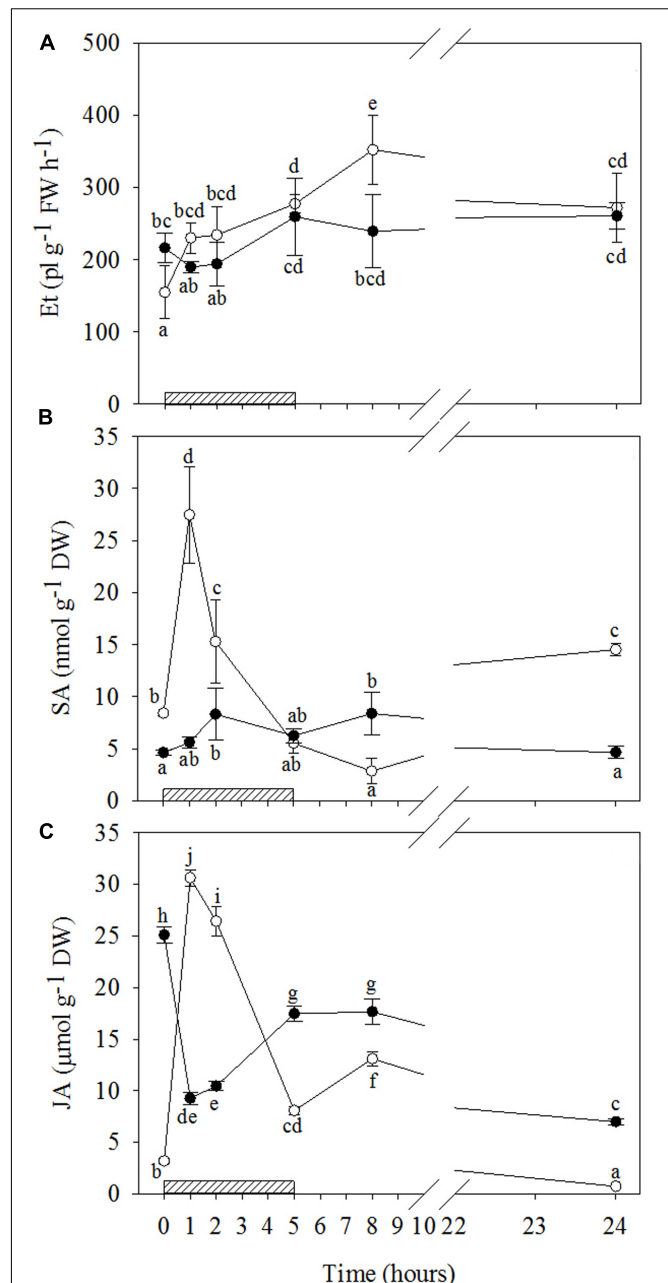 A
500
400
300
200
100
0
Et (pl g-1 FW h-1)
bc
a
bcd
ab
bcd
ab
d
cd
e
bcd
cd
cd
B
35
30
25
20
15
10
5
0
SA (nmol g-1 DW)
b
a
d
ab
c
b
ab
ab
b
a
c
a
C
35
30
25
20
15
10
5
0
JA (µmol g-1 DW)
h
b
j
de
i
e
g
cd
g
f
c
a
0 1 2 3 4 5 6 7 8 9 10 22 23 24
Time (hours)